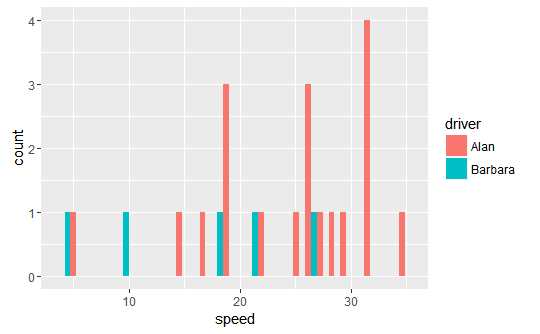 4
3
2
1
0
count
10 20 30
speed
driver
Alan
Barbara